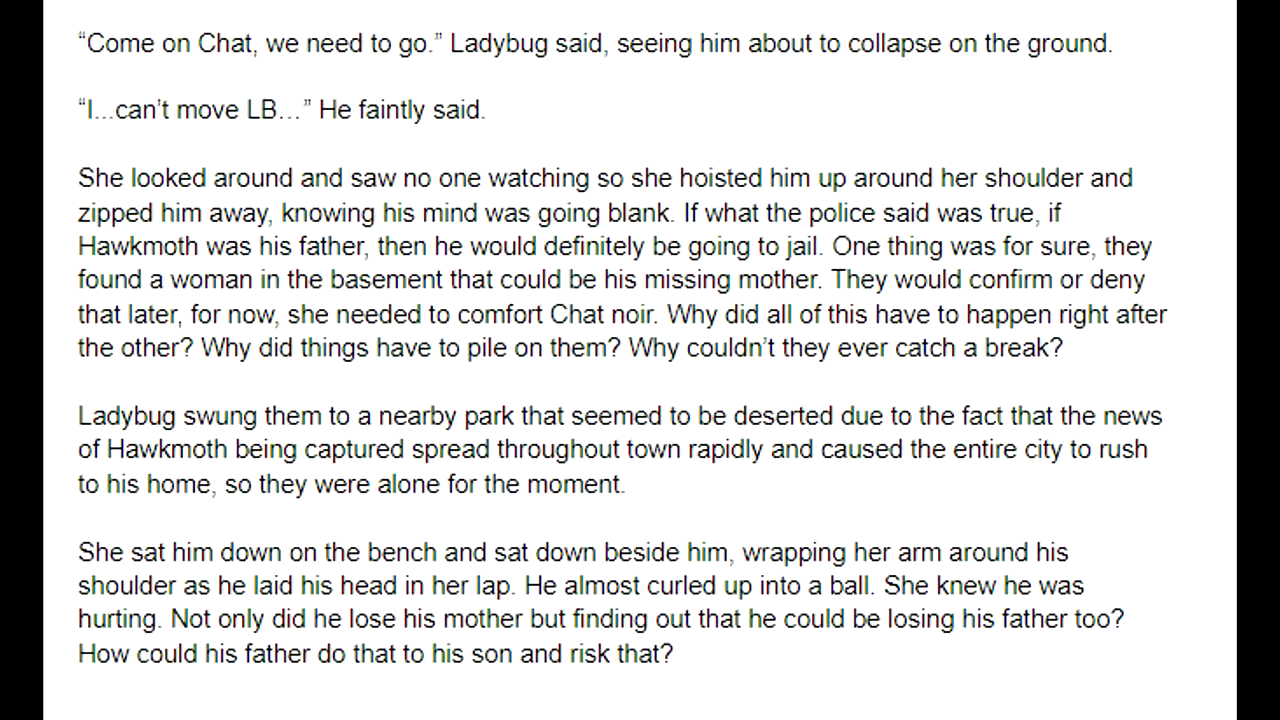 “Come on Chat, we need to go.” Ladybug said, seeing him about to collapse on the ground.
“I...can’t move LB…” He faintly said.
She looked around and saw no one watching so she hoisted him up around her shoulder and
zipped him away, knowing his mind was going blank. If what the police said was true, if
Hawkmoth was his father, then he would definitely be going to jail. One thing was for sure, they
found a woman in the basement that could be his missing mother. They would confirm or deny
that later, for now, she needed to comfort Chat noir. Why did all of this have to happen right after
the other? Why did things have to pile on them? Why couldn’t they ever catch a break?
Ladybug swung them to a nearby park that seemed to be deserted due to the fact that the news
of Hawkmoth being captured spread throughout town rapidly and caused the entire city to rush
to his home, so they were alone for the moment.
She sat him down on the bench and sat down beside him, wrapping her arm around his
shoulder as he laid his head in her lap. He almost curled up into a ball. She knew he was
hurting. Not only did he lose his mother but finding out that he could be losing his father too?
How could his father do that to his son and risk that?